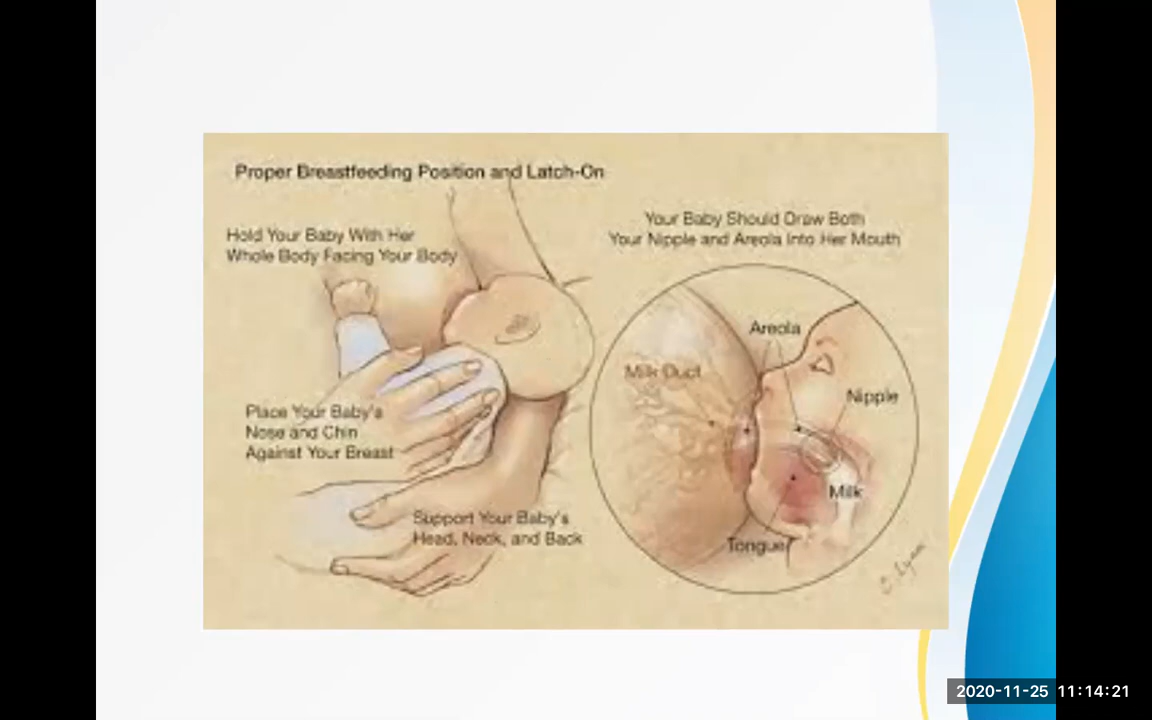 Proper Breastfeeding Position and Latch-On
Hold Your Baby With Her
Whole Body Facing Your Body
Your Baby Should Draw Both
Your Nipple and Areola Into Her Mouth
Areola
Milk Duct
Nipple
Place Your Baby's
Nose and Chin
Against Your Breast
Milk
Support Your Baby's
Head, Neck, and Back
Tongue
2020-11-25 11:14:21